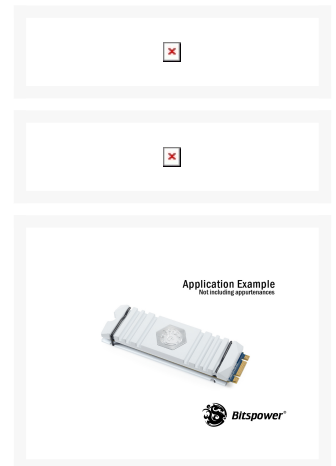 Application Example
Not including appurtenances
Bitspower®